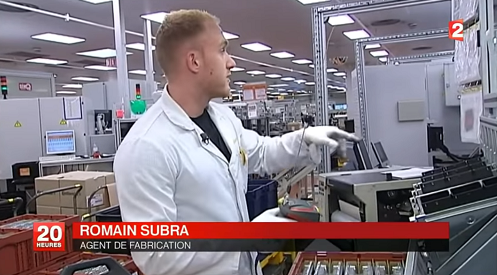 2
ROMAIN SUBRA
20
HEURES
AGENT DE FABRICATION